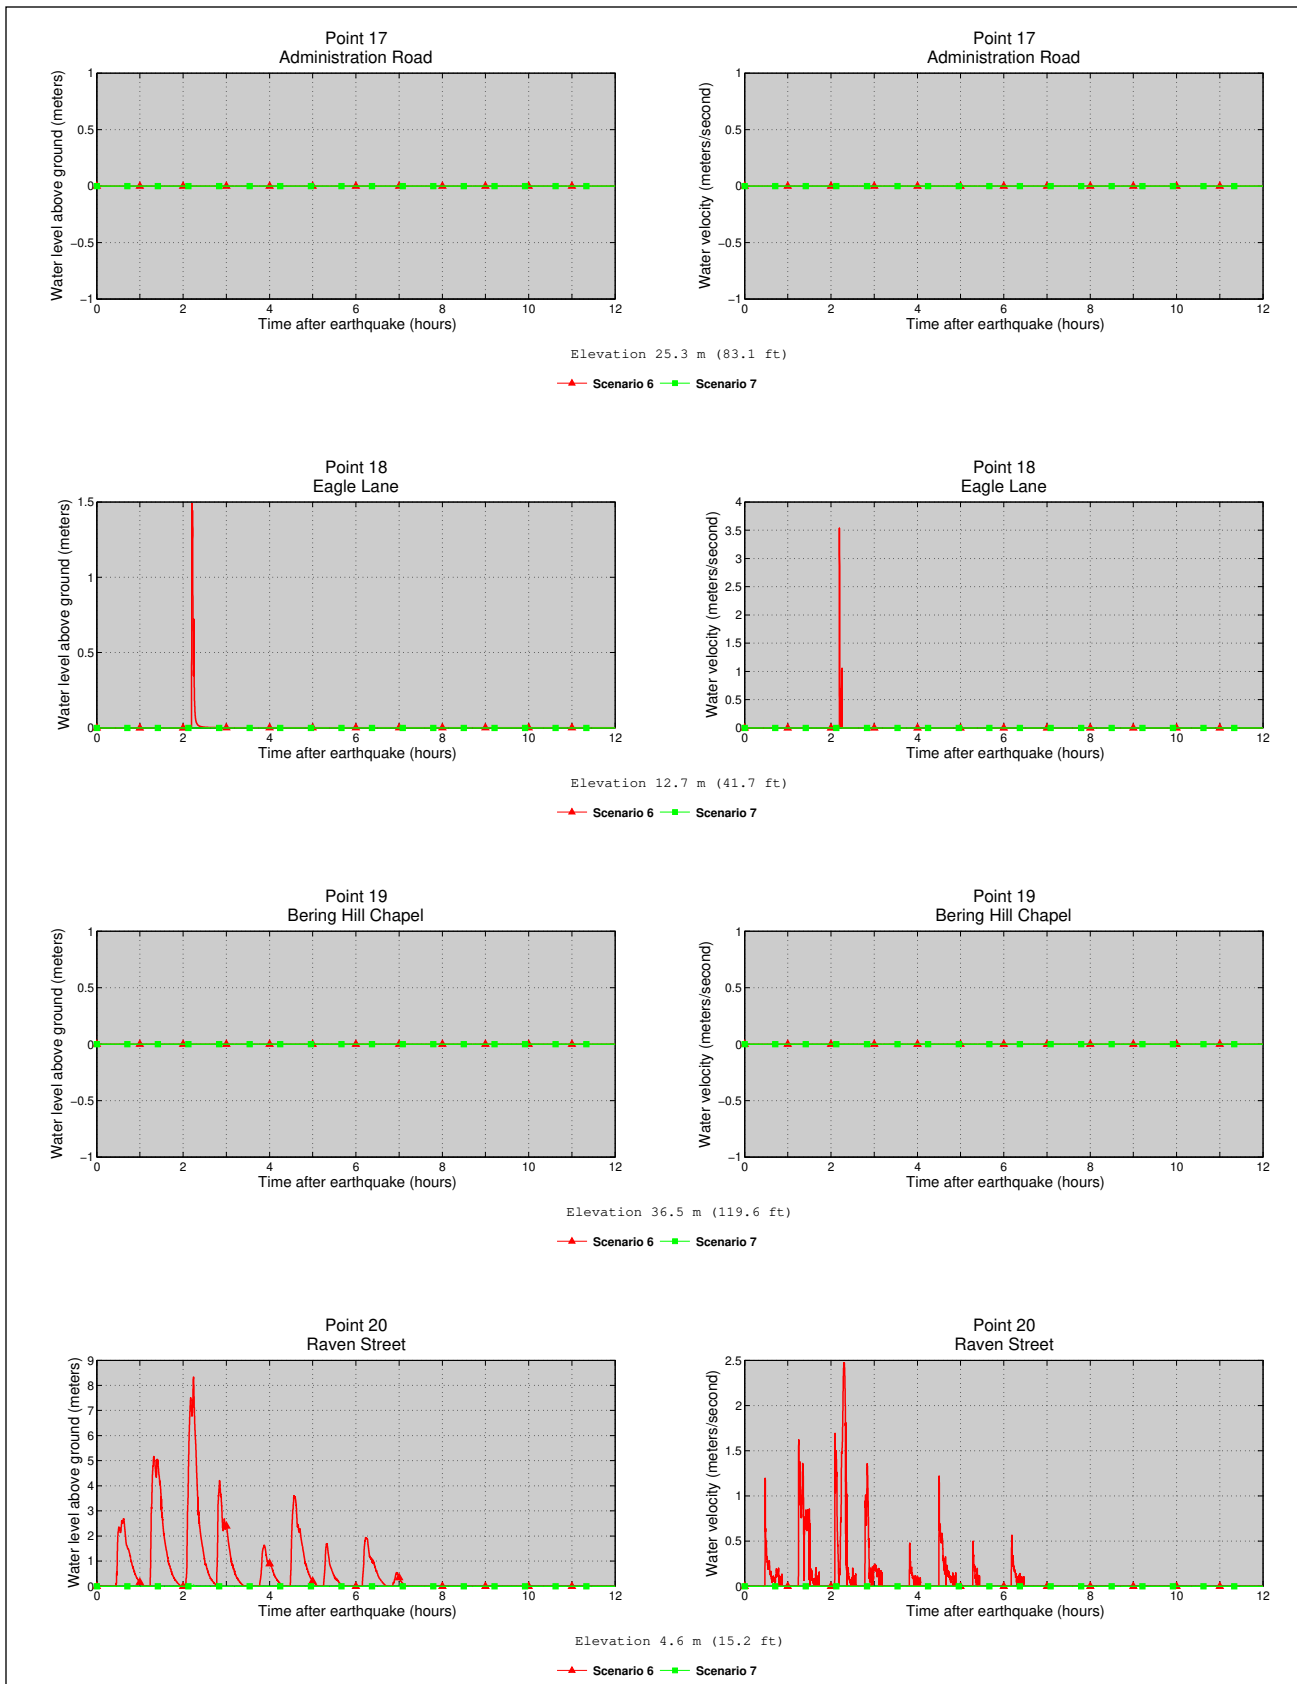 Point 17
Administration Road
Water level above ground (meters)
1
0.5
0
−0.5
−1
0 2 4 6 8 10 12
Time after earthquake (hours)
Point 17
Administration Road
Water velocity (meters/second)
1
0.5
0
−0.5
−1
0 2 4 6 8 10 12
Time after earthquake (hours)
Elevation 25.3 m (83.1 ft)
Scenario 6 Scenario 7
Point 18
Eagle Lane
Water level above ground (meters)
1.5
1
0.5
0
0 2 4 6 8 10 12
Time after earthquake (hours)
Point 18
Eagle Lane
Water velocity (meters/second)
4
3.5
3
2.5
2
1.5
1
0.5
0
0 2 4 6 8 10 12
Time after earthquake (hours)
Elevation 12.7 m (41.7 ft)
Scenario 6 Scenario 7
Point 19
Bering Hill Chapel
Water level above ground (meters)
1
0.5
0
−0.5
−1
0 2 4 6 8 10 12
Time after earthquake (hours)
Point 19
Bering Hill Chapel
Water velocity (meters/second)
1
0.5
0
−0.5
−1
0 2 4 6 8 10 12
Time after earthquake (hours)
Elevation 36.5 m (119.6 ft)
Scenario 6 Scenario 7
Point 20
Raven Street
Water level above ground (meters)
9
8
7
6
5
4
3
2
1
0
0 2 4 6 8 10 12
Time after earthquake (hours)
Point 20
Raven Street
Water velocity (meters/second)
2.5
2
1.5
1
0.5
0
0 2 4 6 8 10 12
Time after earthquake (hours)
Elevation 4.6 m (15.2 ft)
Scenario 6 Scenario 7